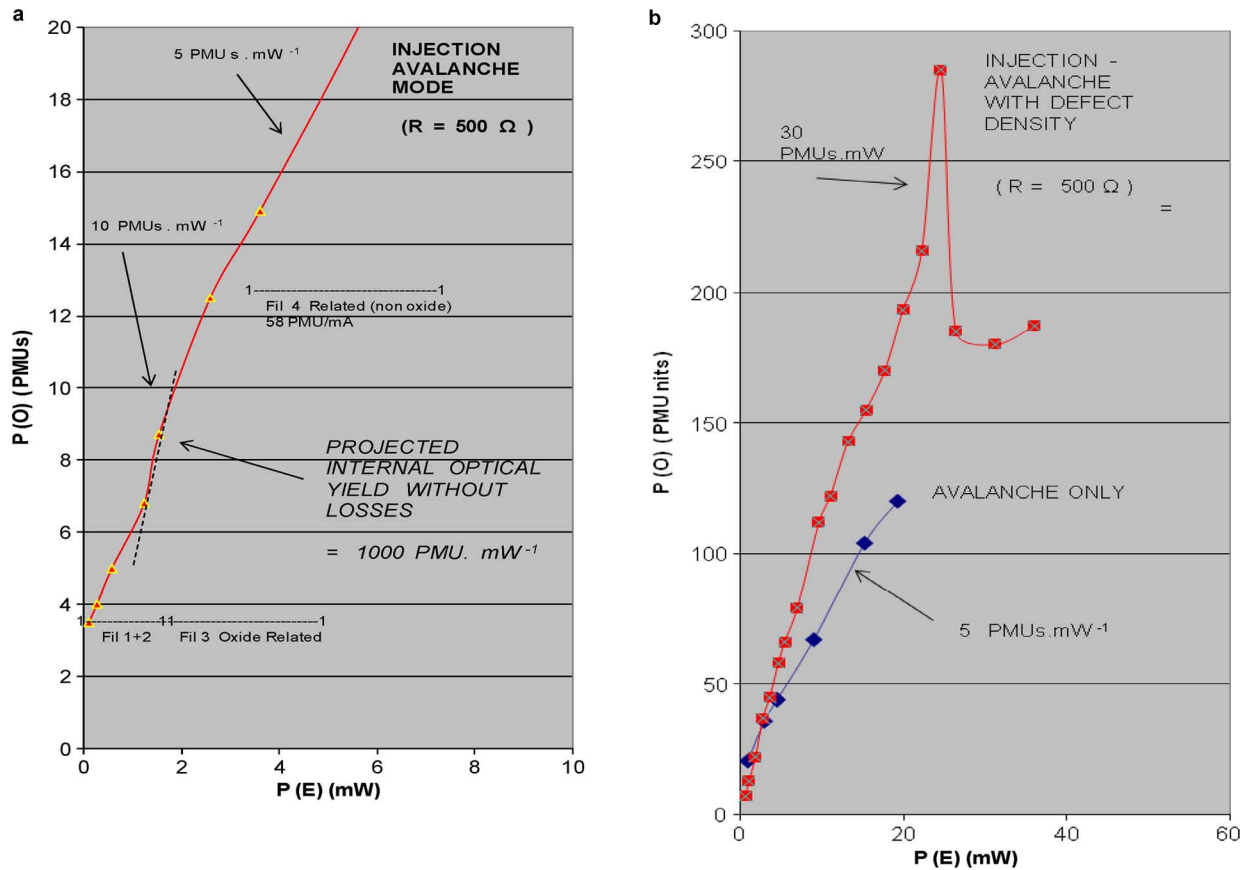 a
20
18
16
14
12
10
8
6
4
2
0
P (O) (PMUs)
5 PMU s . mW -1
INJECTION
AVALANCHE
MODE
(R = 500 Ω )
10 PMUs . mW -1
1-----------------------------1
Fil 4 Related (non oxide)
58 PMU/mA
PROJECTED
INTERNAL OPTICAL
YIELD WITHOUT
LOSSES
= 1000 PMU. mW-1
1-------------11-----------------------1
Fil 1+2 Fil 3 Oxide Related
0 2 4 6 8 10
P (E) (mW)
b
300
250
200
150
100
50
0
P (O) (PMUnits)
INJECTION -
AVALANCHE
WITH DEFECT
DENSITY
30
PMUs.mW
(R = 500 Ω )
=
AVALANCHE ONLY
5 PMUs.mW-1
0 20 40 60
P (E) (mW)